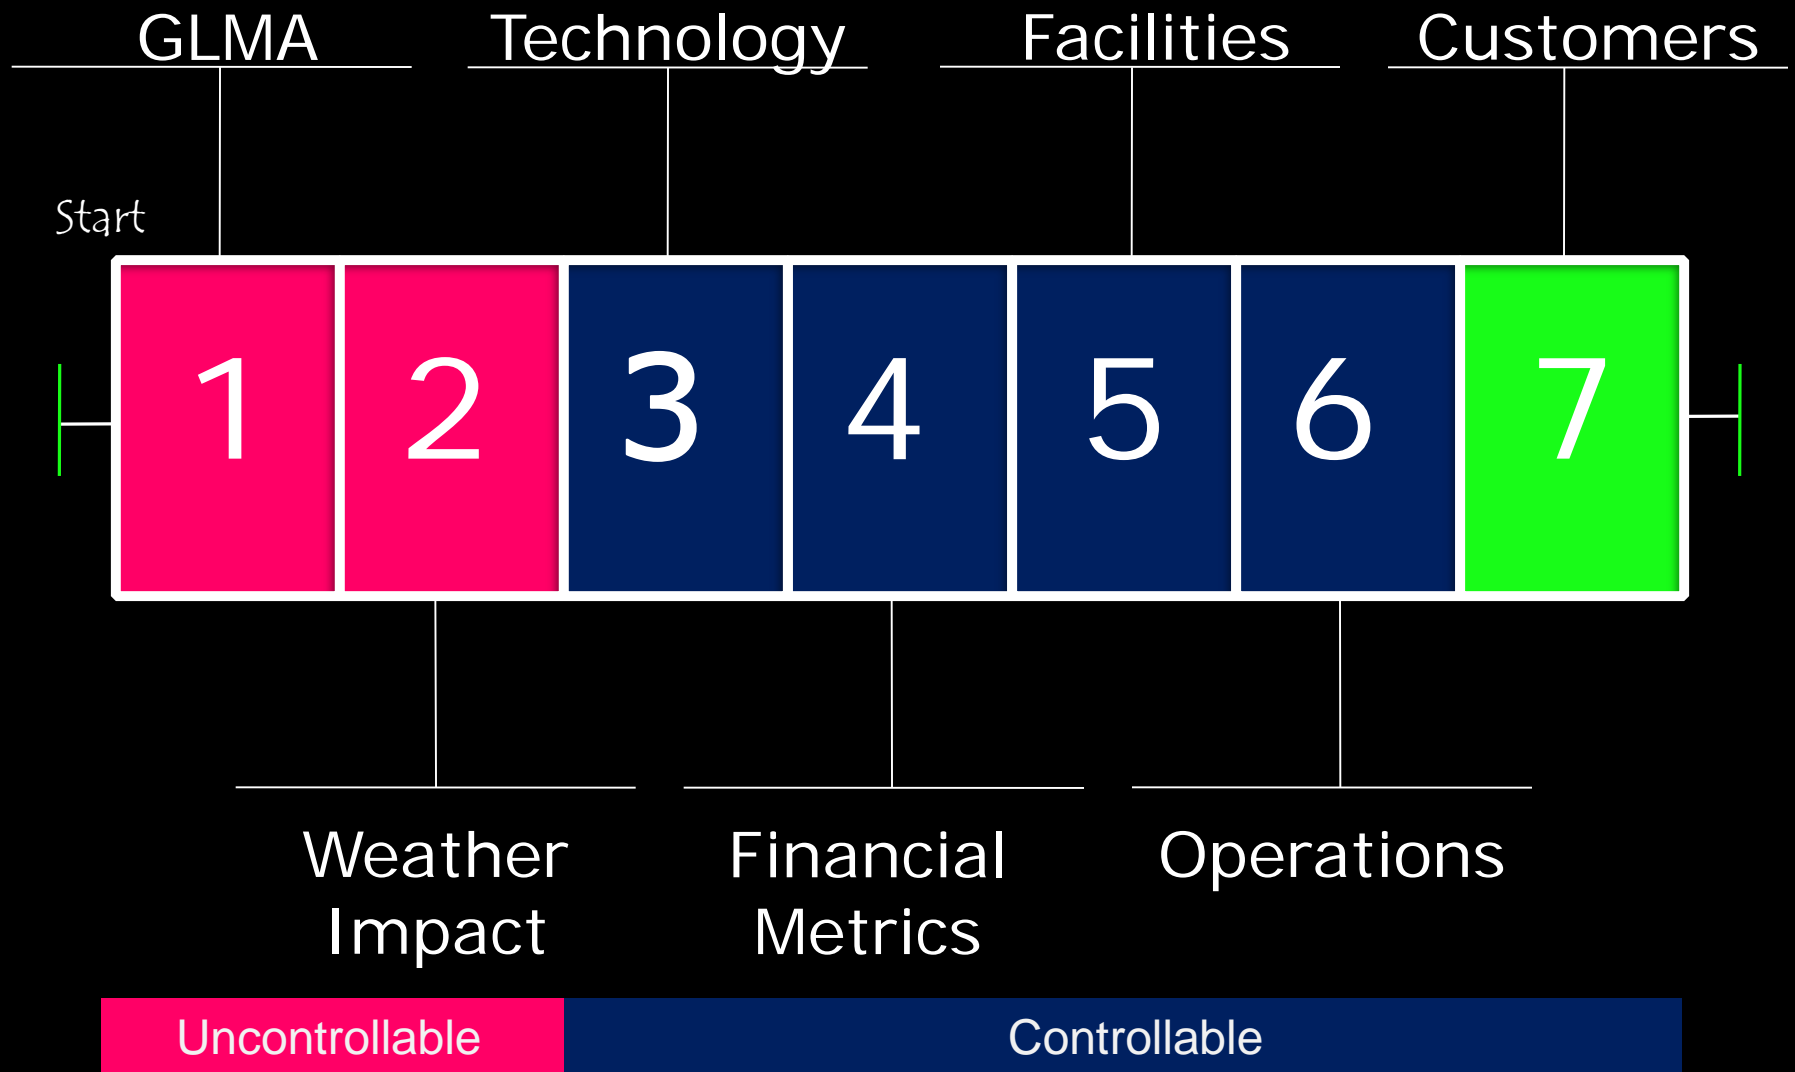 GLMA
Technology
Facilities
Customers
Start
1
2
3
4
5
6
7
Weather
Impact
Financial
Metrics
Operations
Uncontrollable
Controllable